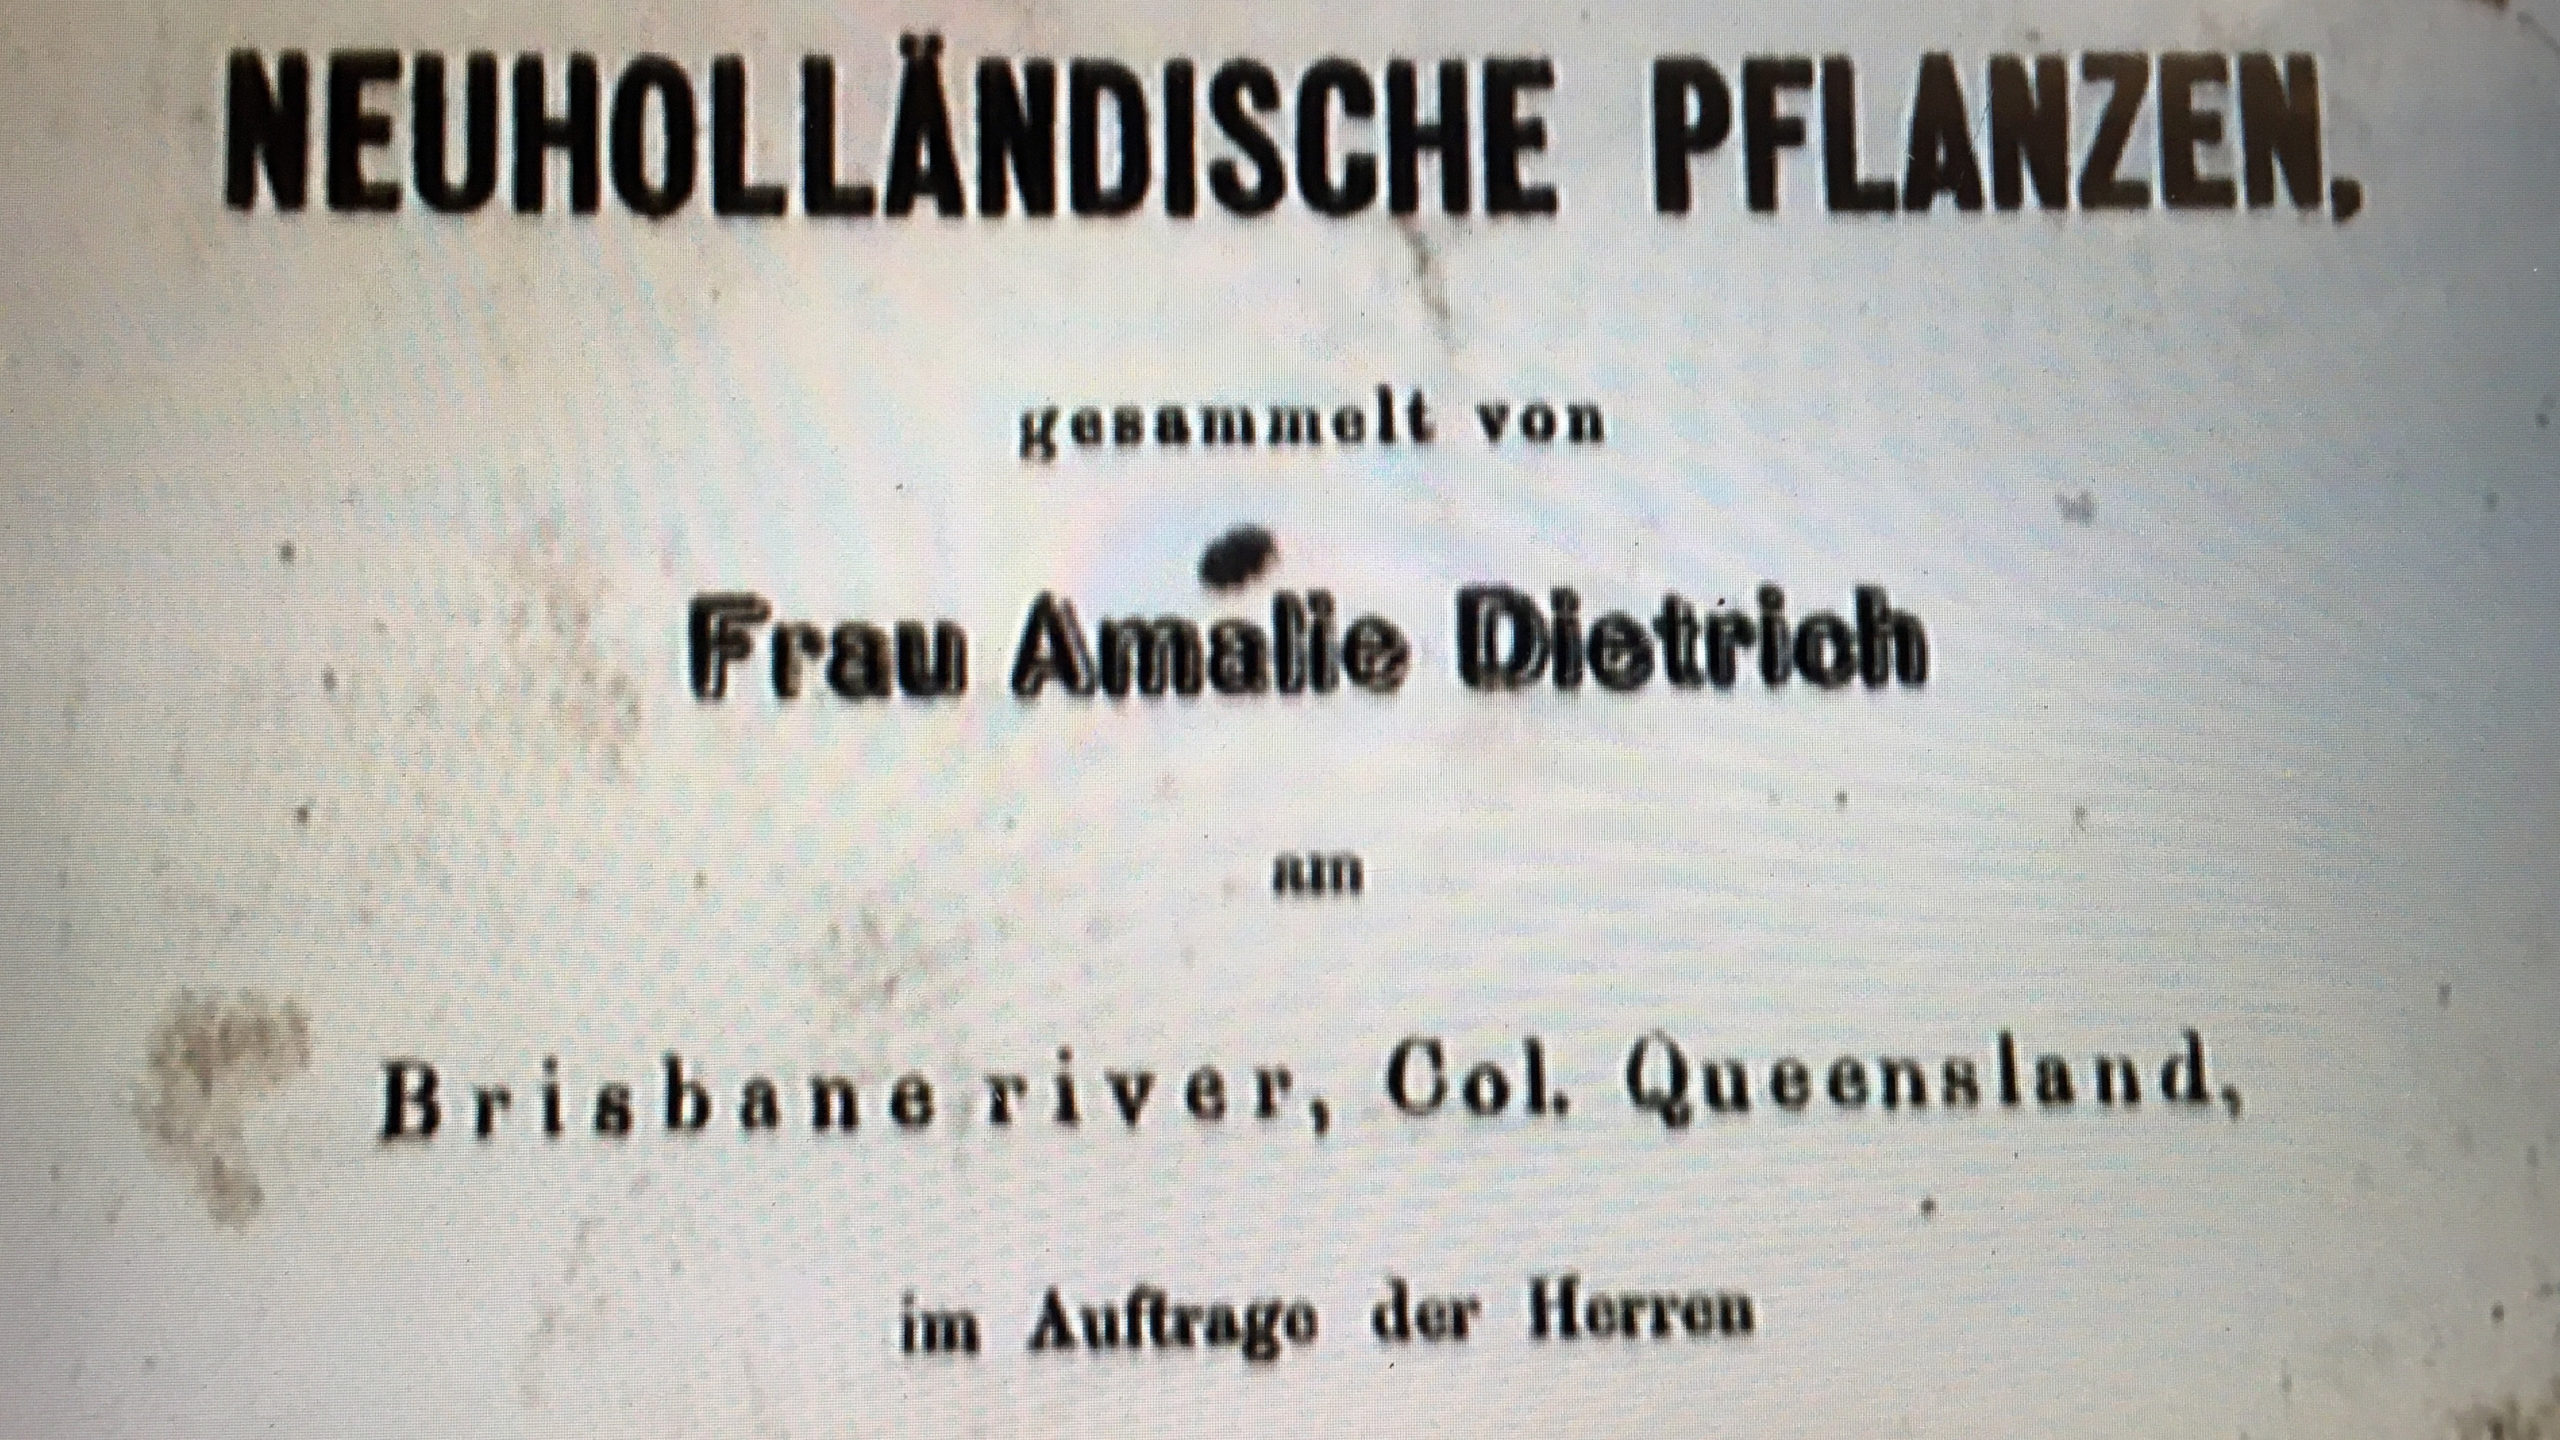 NEUHOLLÄNDISCHE PFLANZEN,
gesammelt von
Frau Amalie Dietrich
am
Brisbane river, Col. Queensland,
im Auftrage der Herren